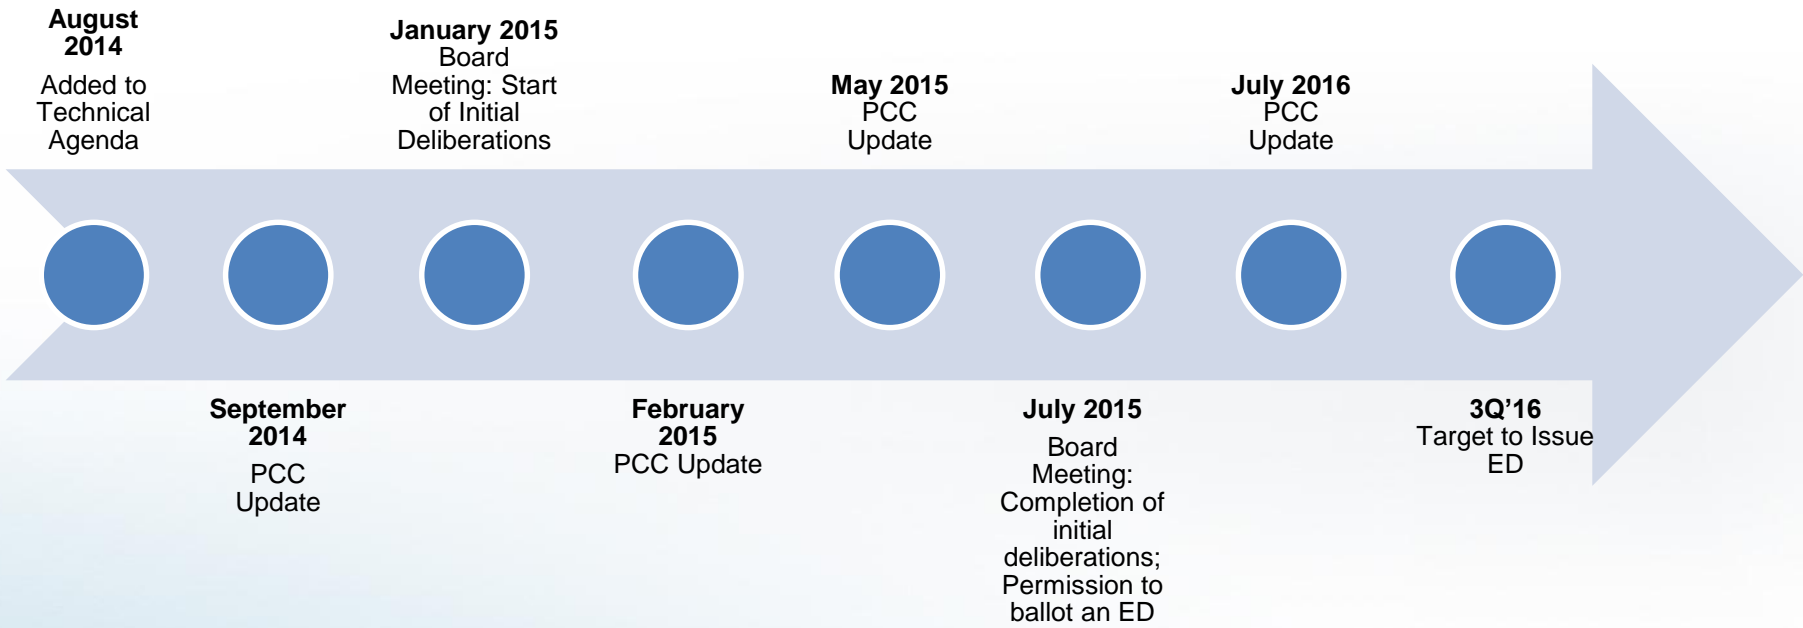 August
2014
Added to
Technical
Agenda
January 2015
Board
Meeting: Start
of Initial
Deliberations
May 2015
PCC
Update
July 2016
PCC
Update
September
2014
PCC
Update
February
2015
PCC Update
July 2015
Board
Meeting:
Completion of
initial
deliberations;
Permission to
ballot an ED
3Q’16
Target to Issue
ED